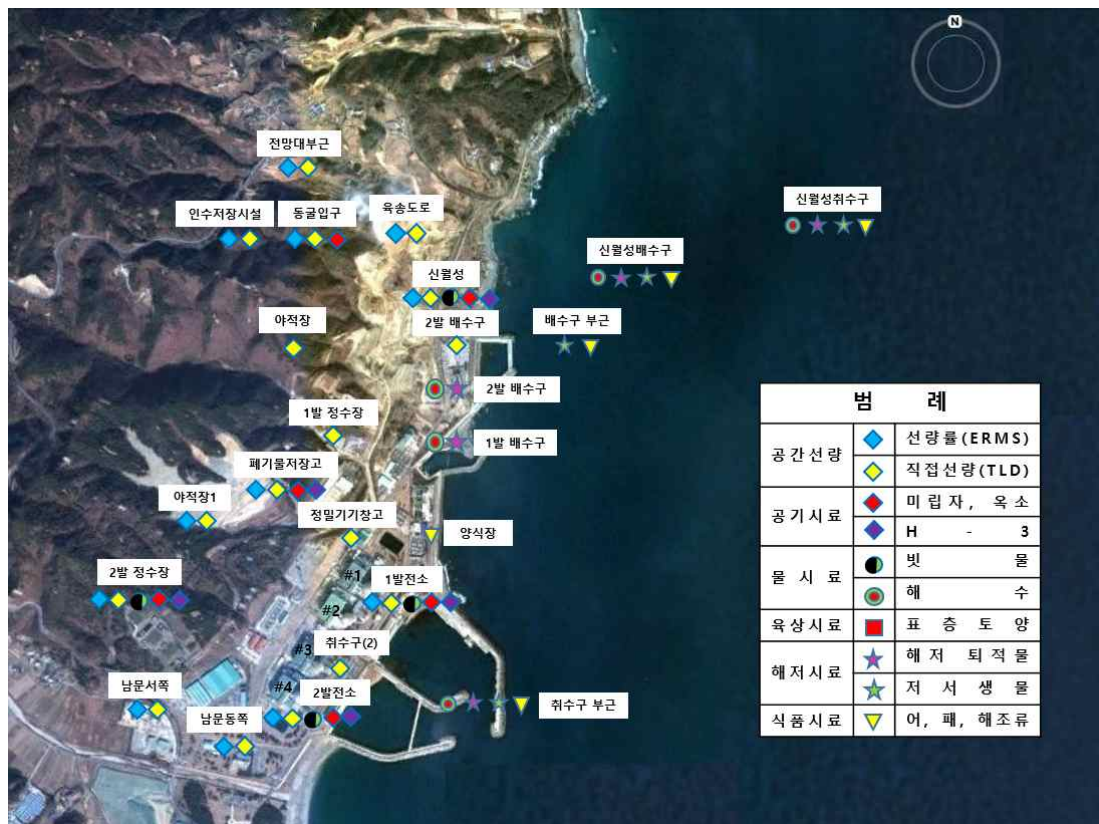 N
전망대부근
인수저장시설
동굴입구
육송도로
신월성취수구
신월성배수구
신월성
야적장
2발 배수구
배수구 부근
2발 배수구
1발 정수장
1발 배수구
폐기물저장고
야적장1
정밀기기창고
양식장
#1
2발 정수장
1발전소
#2
취수구(2)
#3
#4
남문서쪽
2발전소
남문동쪽
취수구 부근
범 례
공간선량
선량률(ERMS)
직접선량(TLD)
공기시료
미립자, 옥소
H - 3
물 시료
빗 물
해 수
육상시료
표 층 토 양
해저시료
해 저 퇴 적 물
저 서 생 물
식품시료
어, 패, 해조류